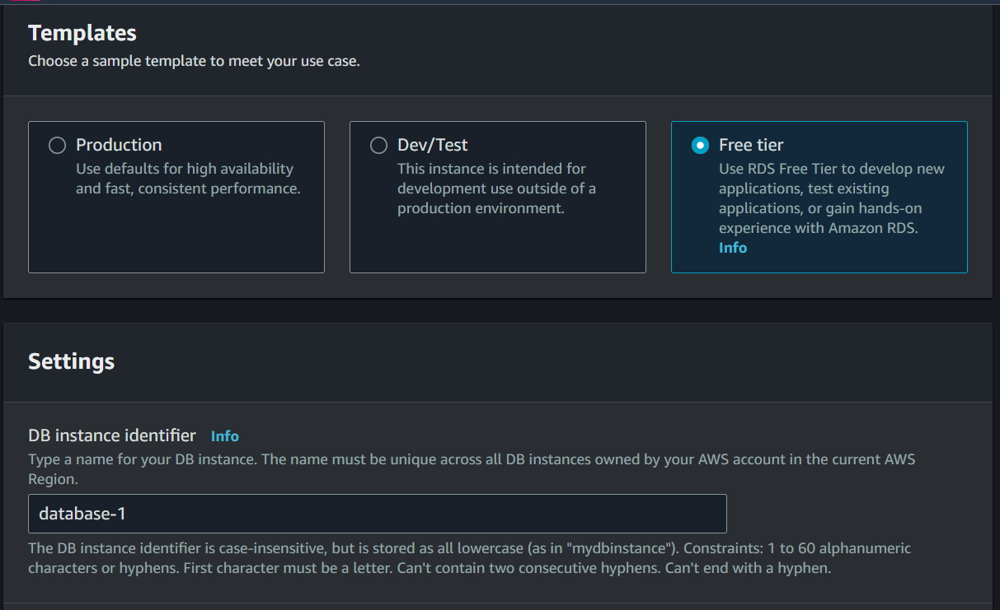 Templates
Choose a sample template to meet your use case.
Production
Use defaults for high availability
and fast, consistent performance.
Dev/Test
This instance is intended for
development use outside of a
production environment.
Free tier
Use RDS Free Tier to develop new
applications, test existing
applications, or gain hands-on
experience with Amazon RDS.
Info
Settings
DB instance identifier Info
Type a name for your DB instance. The name must be unique across all DB instances owned by your AWS account in the current AWS
Region.
database-1
The DB instance identifier is case-insensitive, but is stored as all lowercase (as in "mydbinstance"). Constraints: 1 to 60 alphanumeric
characters or hyphens. First character must be a letter. Can't contain two consecutive hyphens. Can't end with a hyphen.